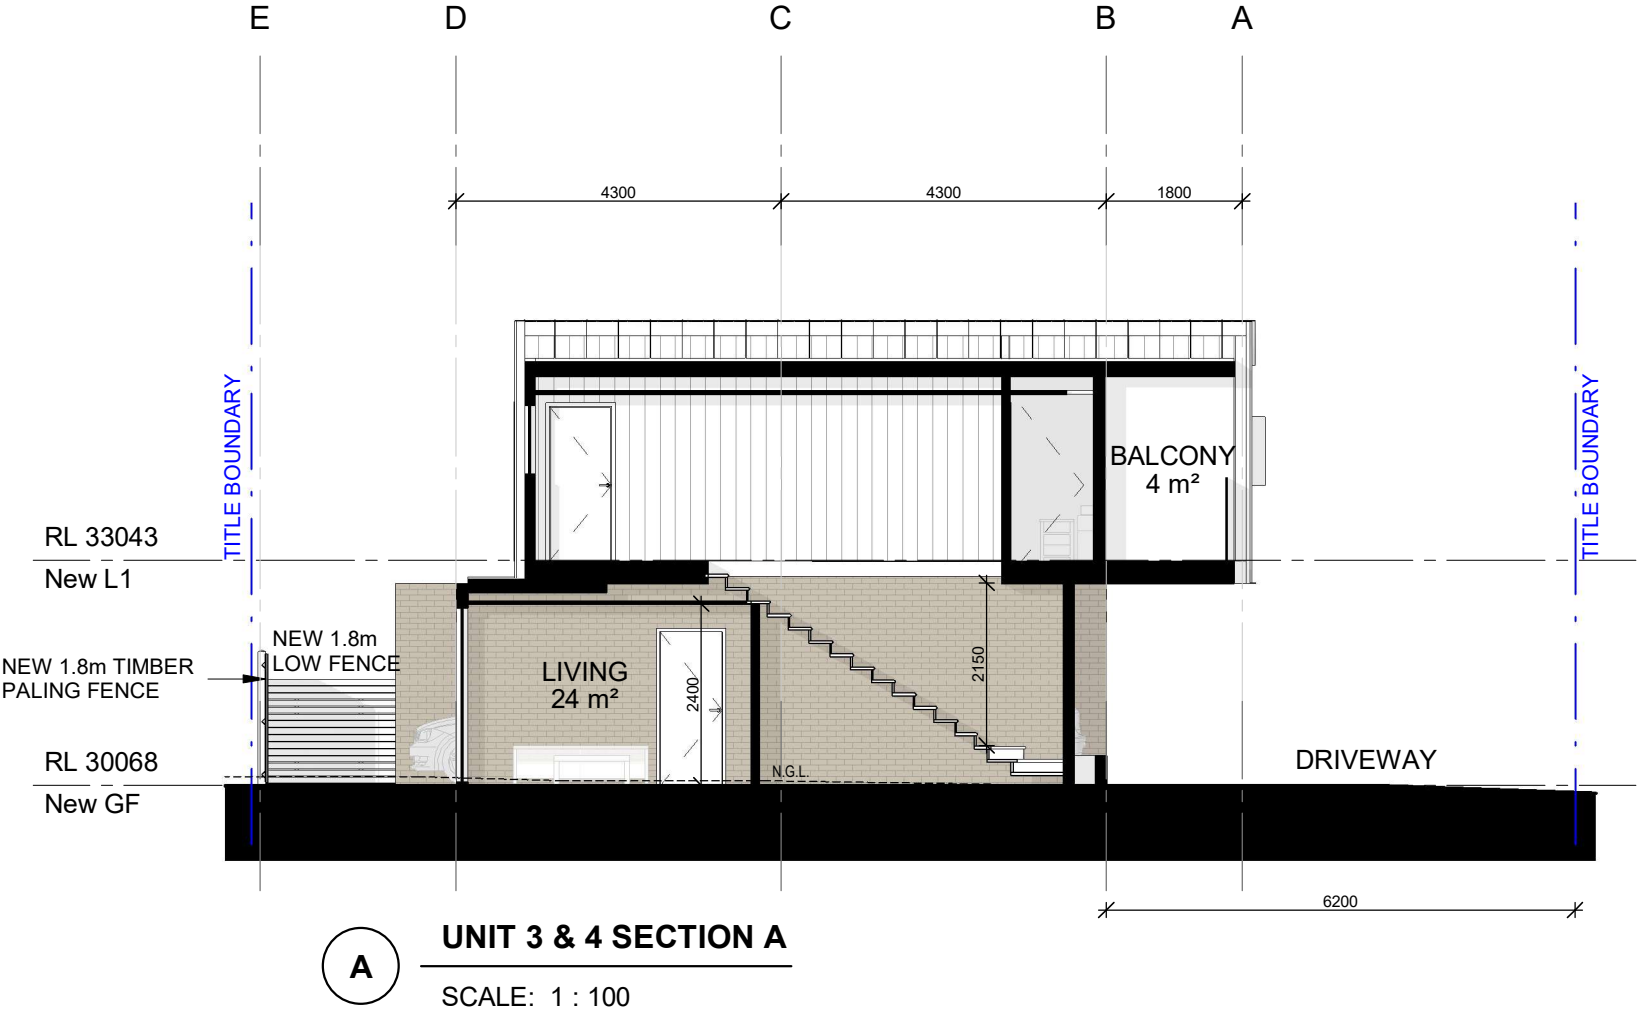 E D C B A
4300 4300 1800
TITLE BOUNDARY
TITLE BOUNDARY
BALCONY
4 m²
RL 33043
New L1
NEW 1.8m
LOW FENCE
NEW 1.8m TIMBER
PALING FENCE
LIVING
24 m²
2400
2150
N.G.L.
RL 30068
New GF
DRIVEWAY
6200
A
UNIT 3 & 4 SECTION A
SCALE: 1 : 100